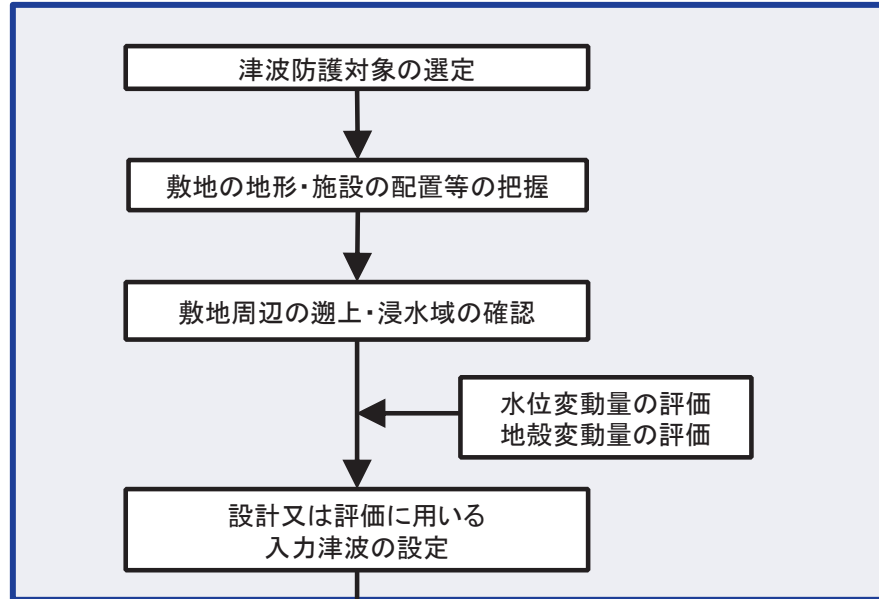 津波防護対象の選定
敷地の地形・施設の配置等の把握
敷地周辺の遡上・浸水域の確認
水位変動量の評価
地殻変動量の評価
設計又は評価に用いる
入力津波の設定